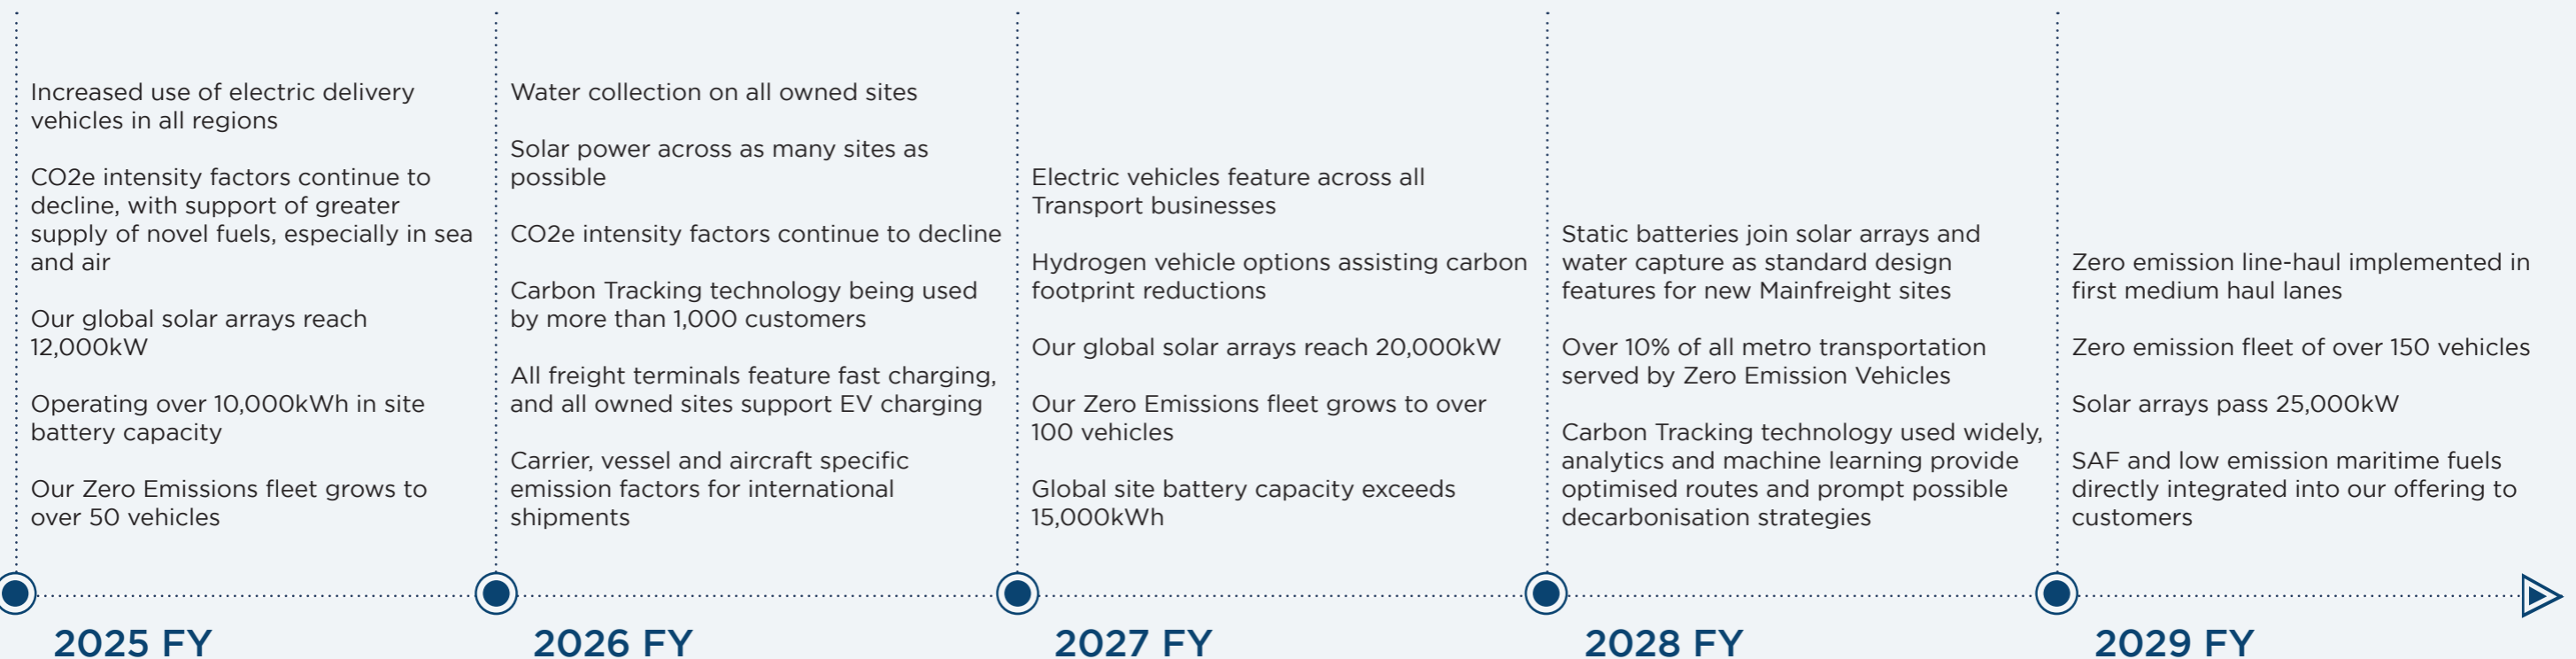 Increased use of electric delivery
vehicles in all regions
CO2e intensity factors continue to
decline, with support of greater
supply of novel fuels, especially in sea
and air
Our global solar arrays reach
12,000kW
Operating over 10,000kWh in site
battery capacity
Our Zero Emissions fleet grows to
over 50 vehicles
2025 FY
Water collection on all owned sites
Solar power across as many sites as
possible
CO2e intensity factors continue to decline
Carbon Tracking technology being used
by more than 1,000 customers
All freight terminals feature fast charging,
and all owned sites support EV charging
Carrier, vessel and aircraft specific
emission factors for international
shipments
2026 FY
Electric vehicles feature across all
Transport businesses
Hydrogen vehicle options assisting carbon
footprint reductions
Our global solar arrays reach 20,000kW
Our Zero Emissions fleet grows to over
100 vehicles
Global site battery capacity exceeds
15,000kWh
2027 FY
Static batteries join solar arrays and
water capture as standard design
features for new Mainfreight sites
Over 10% of all metro transportation
served by Zero Emission Vehicles
Carbon Tracking technology used widely,
analytics and machine learning provide
optimised routes and prompt possible
decarbonisation strategies
2028 FY
Zero emission line-haul implemented in
first medium haul lanes
Zero emission fleet of over 150 vehicles
Solar arrays pass 25,000kW
SAF and low emission maritime fuels
directly integrated into our offering to
customers
2029 FY